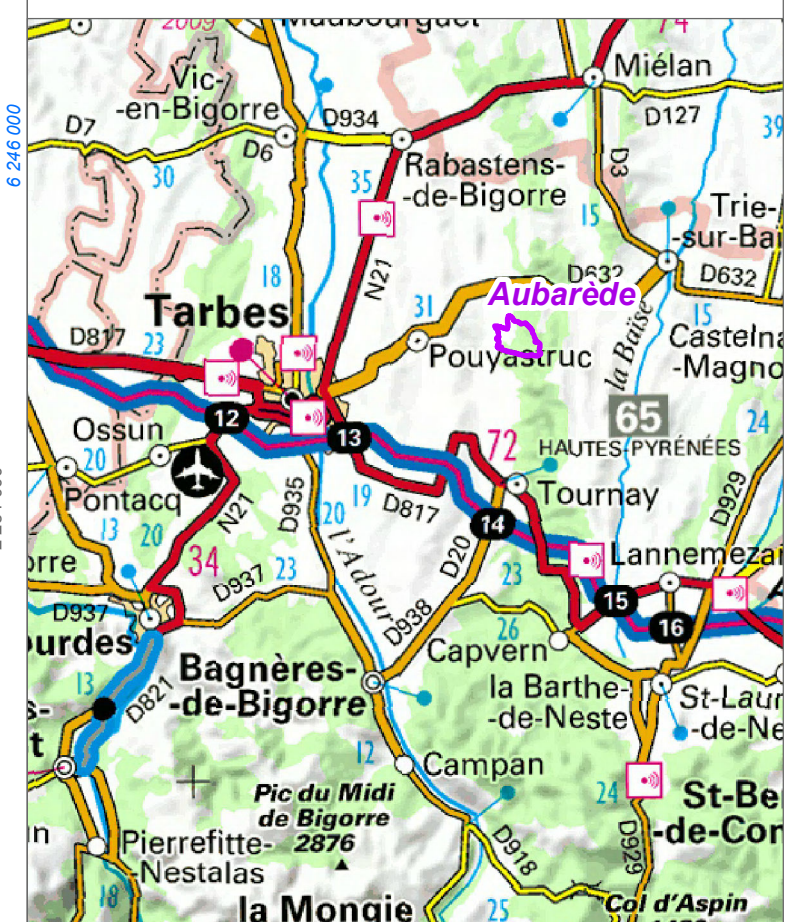 2009
Maubourguet
74
Miélan
Vic-
-en-Bigorre
D934
D127
6 246 000
D7
D6
39
Rabastens-
-de-Bigorre
D3
30
35
15
Trie-
-sur-Bai
N21
18
D632
D632
Aubarède
31
15
Tarbes
D817
23
Pouyastruc
la Baïse
Castelna
-Magno
12
65
24
Ossun
13
72
HAUTES-PYRÉNÉES
20
Pontacq
19
D817
Tournay
D929
D935
20
N21
14
13
20
l'Adour
34
D20
Lannemezai
orre
D937
23
23
15
D937
D938
26
16
ourdes
Capvern
Bagnères-
-de-Bigorre
la Barthe-
-de-Neste
St-Laur
-de-Ne
13
D821
s-
t
12
Campan
Pic du Midi
de Bigorre
2876
24
St-Be
-de-Con
n
Pierrefitte-
-Nestalas
D918
D929
18
la Mongie
25
Col d'Aspin